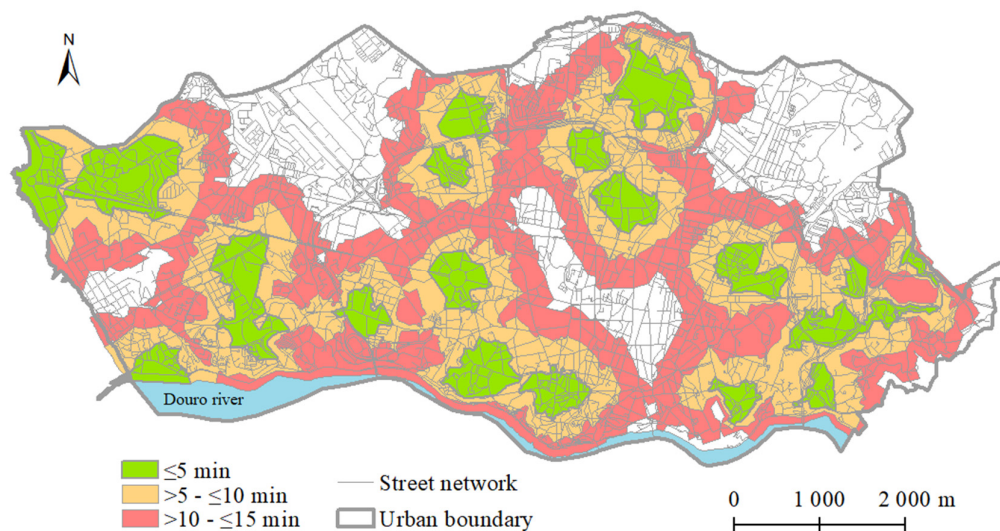 N
Douro river
≤5 min
>5 - ≤10 min
>10 - ≤15 min
Street network
Urban boundary
0 1 000 2 000 m